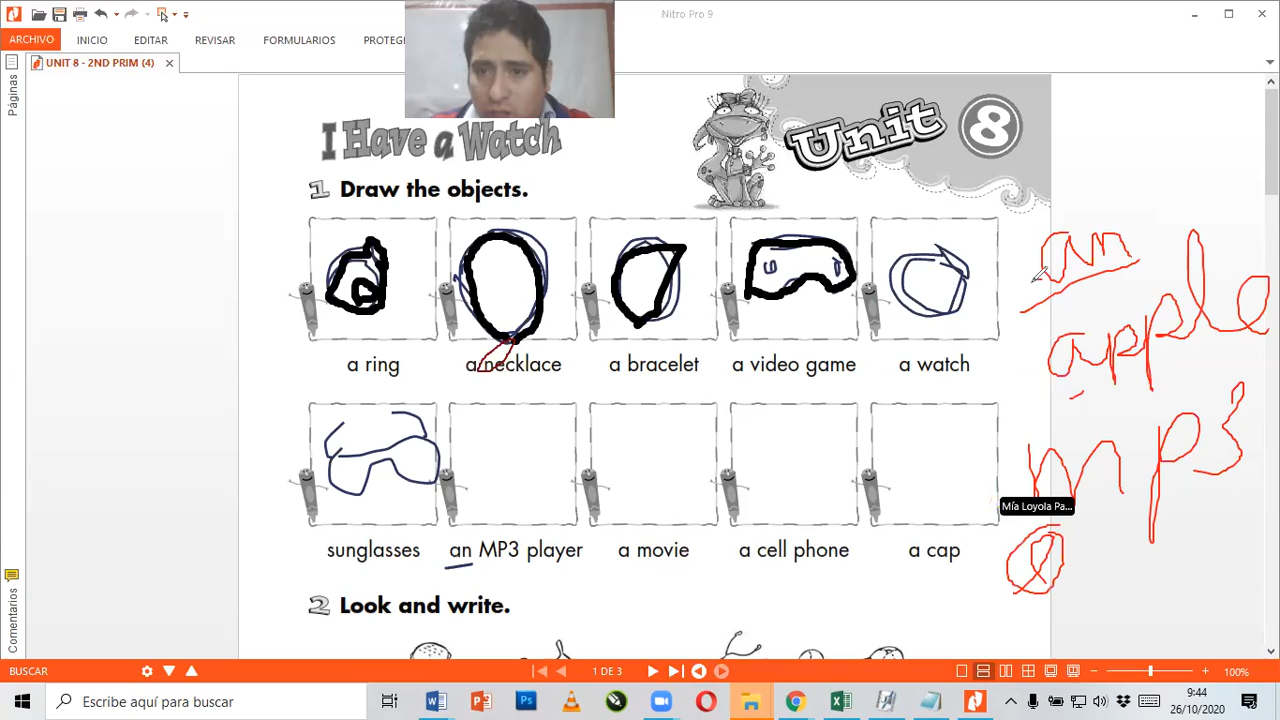 Nitro Pro 9
ARCHIVO INICIO EDITAR REVISAR FORMULARIOS
UNIT 8 - 2ND PRIM (4)
Páginas
I Have a Watch
Unit 8
1 Draw the objects.
a ring a necklace a bracelet a video game a watch
sunglasses an MP3 player a movie a cell phone a cap
2 Look and write.
an
apple
mp3
Mía Loyola Pa...
Comentarios
BUSCAR 1 DE 3 100%
Escribe aquí para buscar
9:44
26/10/2020